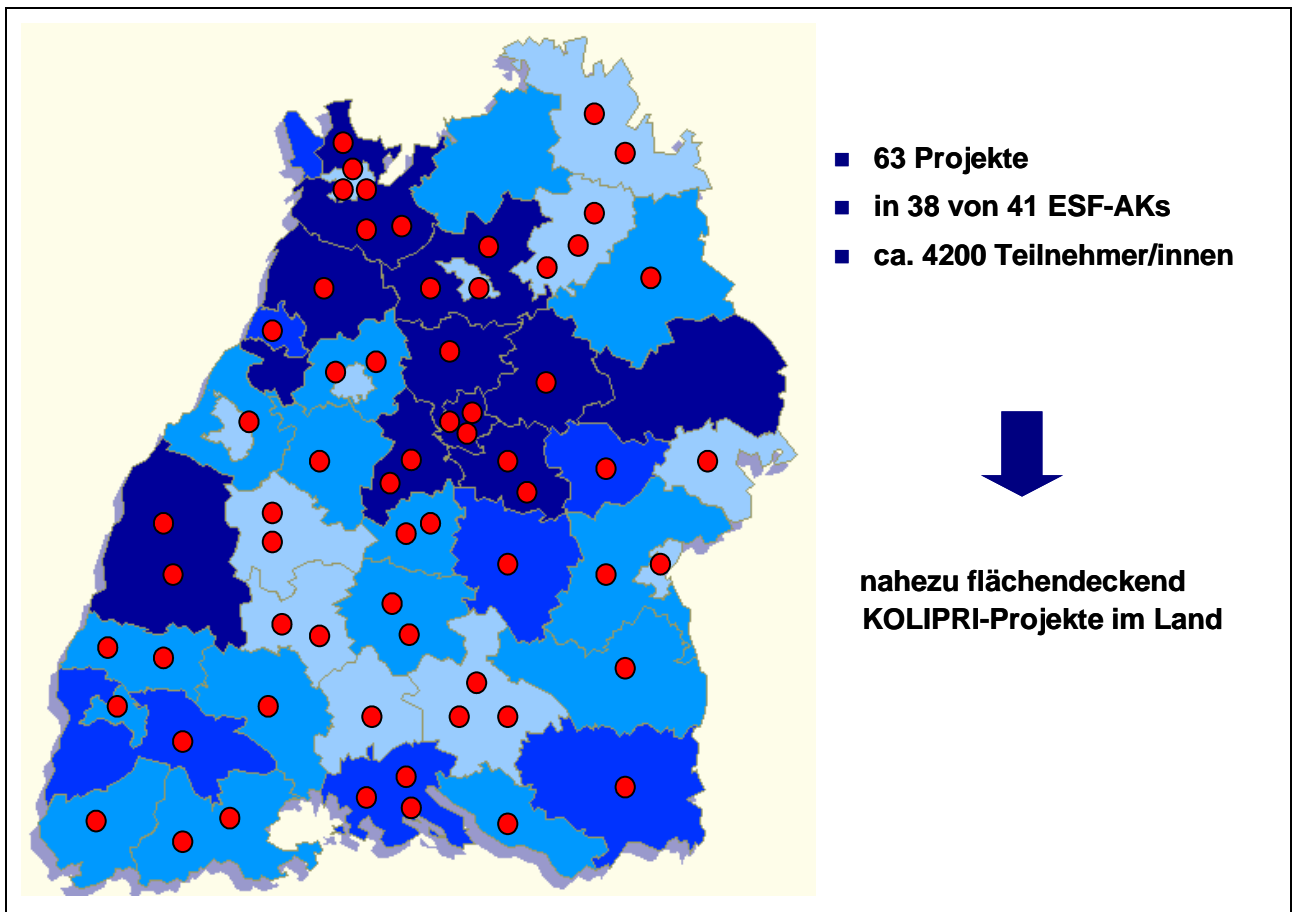 63 Projekte
in 38 von 41 ESF-AKs
ca. 4200 Teilnehmer/innen
nahezu flächendeckend
KOLIPRI-Projekte im Land